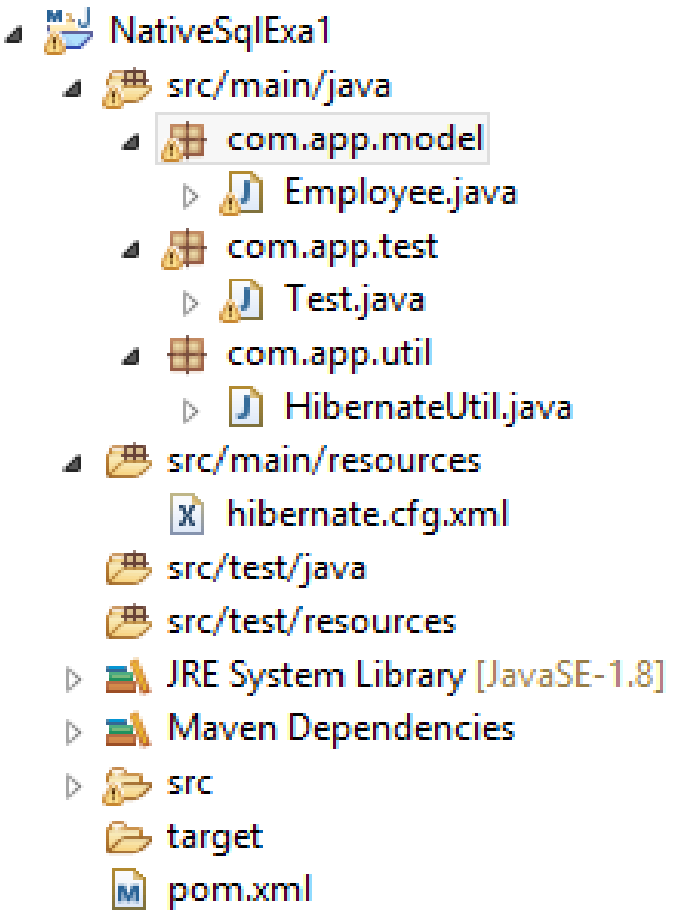 NativeSqlExa1
src/main/java
com.app.model
Employee.java
com.app.test
Test.java
com.app.util
HibernateUtil.java
src/main/resources
hibernate.cfg.xml
src/test/java
src/test/resources
JRE System Library [JavaSE-1.8]
Maven Dependencies
src
target
pom.xml